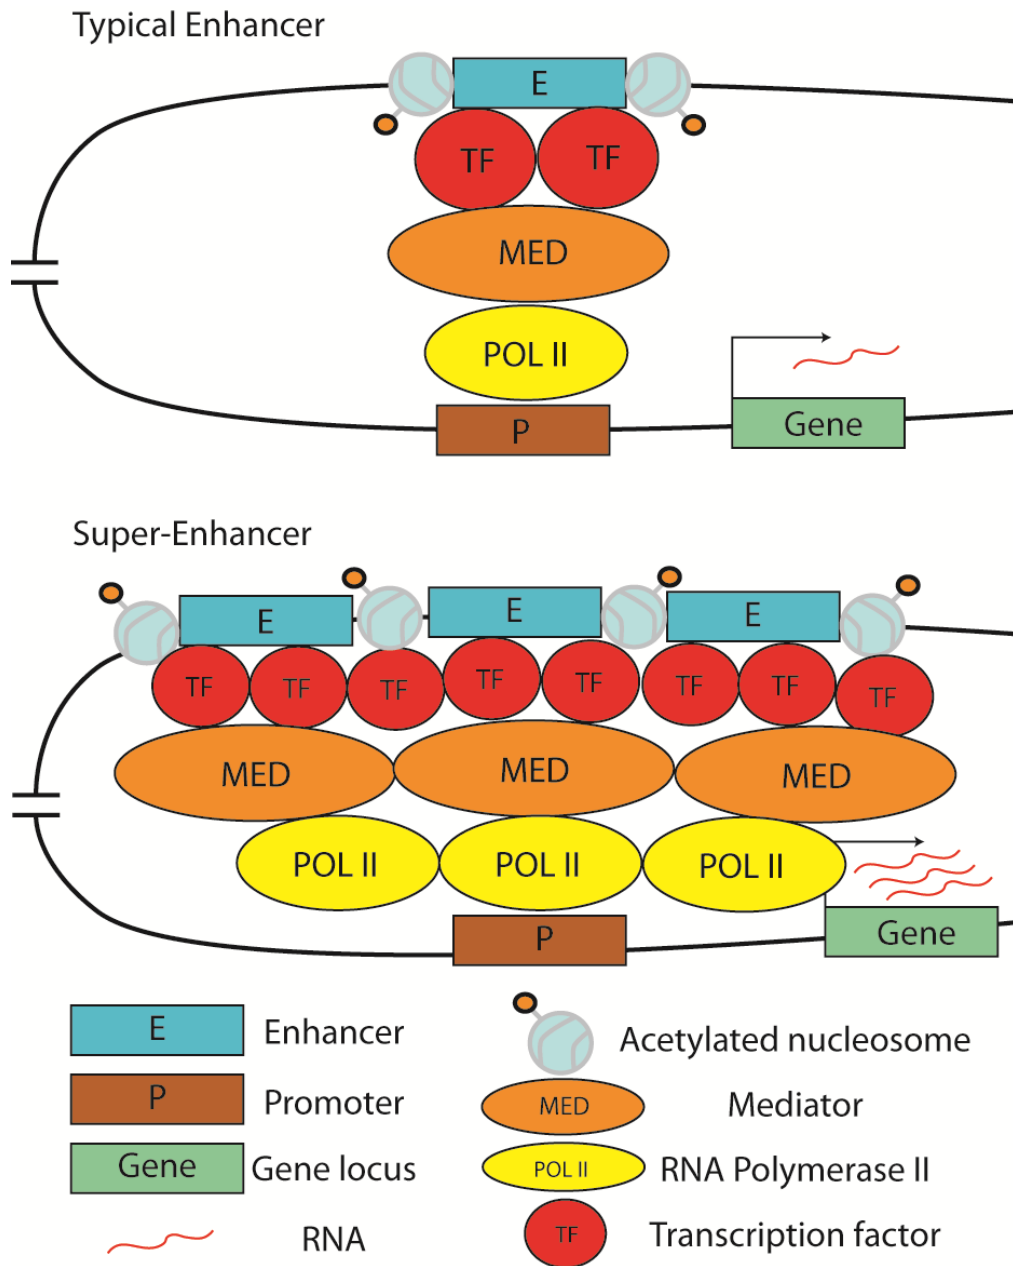 Typical Enhancer
E
TF TF
MED
POL II
P
Gene
Super-Enhancer
E E E
TF TF TF TF TF TF TF TF
MED MED MED
POL II POL II POL II
P
Gene
E Enhancer
P Promoter
Gene Gene locus
RNA
Acetylated nucleosome
MED Mediator
POL II RNA Polymerase II
TF Transcription factor